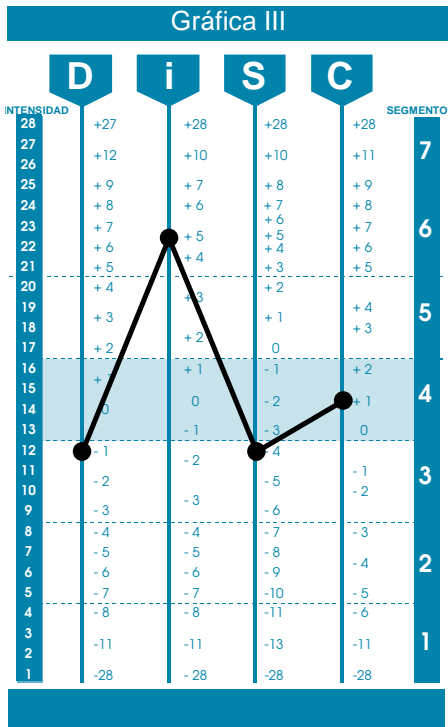 Gráfica III
D i S C
INTENSIDAD SEGMENTO
28 +27 +28 +28 +28
27
+12 +10 +10 +11 7
26
25 + 9 + 7 + 8 + 9
24 + 8 + 6 + 7 + 8
+ 6
23 + 7 + 5 + 5 + 7 6
22 + 6 + 4 + 4 + 6
21 + 5 + 3 + 5
20 + 4 + 3 + 2
19 + 3 + 1 + 4 5
18 + 2 + 3
17 + 2 0
16 + 1 + 1 - 1 + 2
15 4
14 0 0 - 2 + 1
13 - 1 - 3 0
12 - 1 - 2 - 4
11 - 2 - 5 - 1 3
10 - 3 - 2
9 - 3 - 6
8 - 4 - 4 - 7 - 3
7 - 5 - 5 - 8 - 4 2
6 - 6 - 6 - 9
5 - 7 - 7 -10 - 5
4 - 8 - 8 -11 - 6
3 -11 -11 -13 -11 1
2
1 -28 - 28 -28 -28